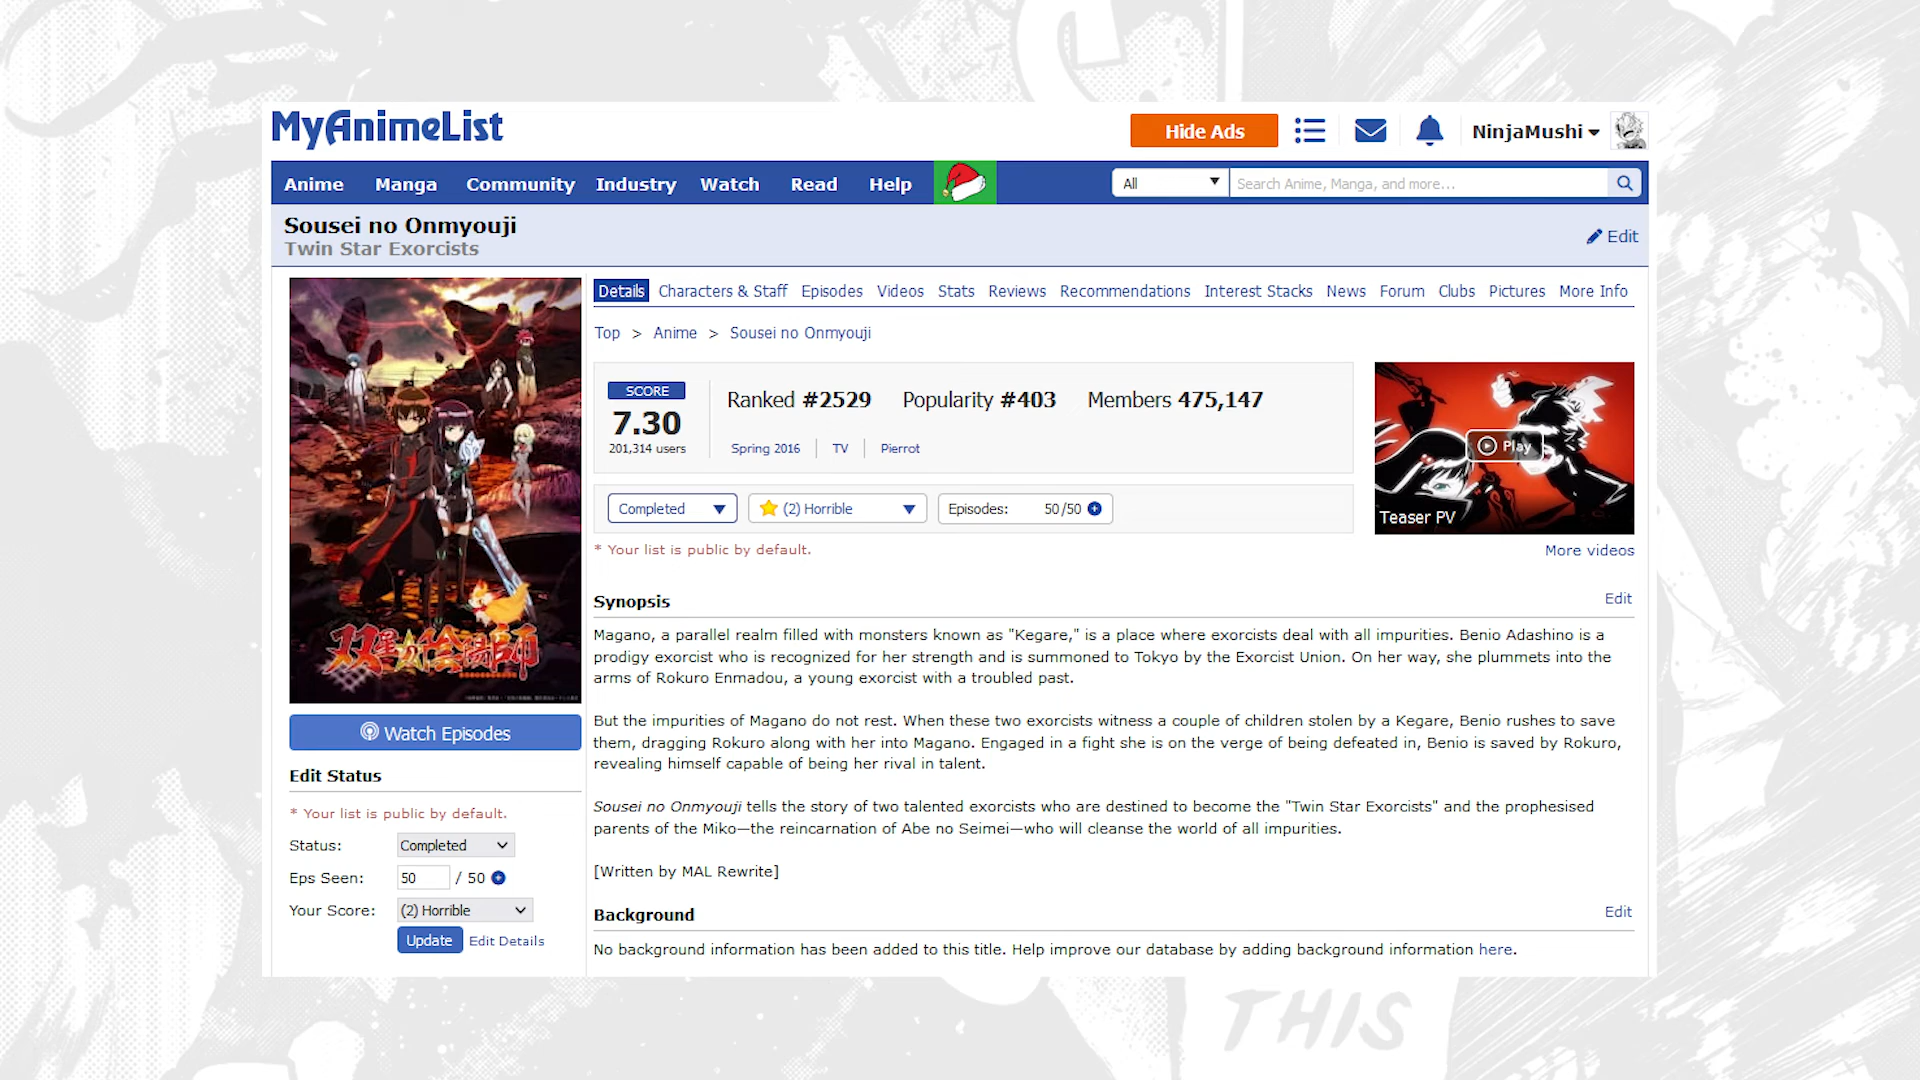 MyAnimeList
Hide Ads
NinjaMushi
Anime Manga Community Industry Watch Read Help
All
Search Anime, Manga, and more...
Sousei no Onmyouji
Twin Star Exorcists
Edit
Details Characters & Staff Episodes Videos Stats Reviews Recommendations Interest Stacks News Forum Clubs Pictures More Info
Top > Anime > Sousei no Onmyouji
SCORE
7.30
201,314 users
Ranked #2529 Popularity #403 Members 475,147
Spring 2016 TV Pierrot
Completed
(2) Horrible
Episodes: 50/50
* Your list is public by default.
Play
Teaser PV
More videos
Synopsis
Edit
Magano, a parallel realm filled with monsters known as "Kegare," is a place where exorcists deal with all impurities. Benio Adashino is a
prodigy exorcist who is recognized for her strength and is summoned to Tokyo by the Exorcist Union. On her way, she plummets into the
arms of Rokuro Enmadou, a young exorcist with a troubled past.
But the impurities of Magano do not rest. When these two exorcists witness a couple of children stolen by a Kegare, Benio rushes to save
them, dragging Rokuro along with her into Magano. Engaged in a fight she is on the verge of being defeated in, Benio is saved by Rokuro,
revealing himself capable of being her rival in talent.
Sousei no Onmyouji tells the story of two talented exorcists who are destined to become the "Twin Star Exorcists" and the prophesised
parents of the Miko—the reincarnation of Abe no Seimei—who will cleanse the world of all impurities.
[Written by MAL Rewrite]
Background
Edit
No background information has been added to this title. Help improve our database by adding background information here.
双星の陰陽師
Watch Episodes
Edit Status
* Your list is public by default.
Status: Completed
Eps Seen: 50 / 50
Your Score: (2) Horrible
Update Edit Details
THIS